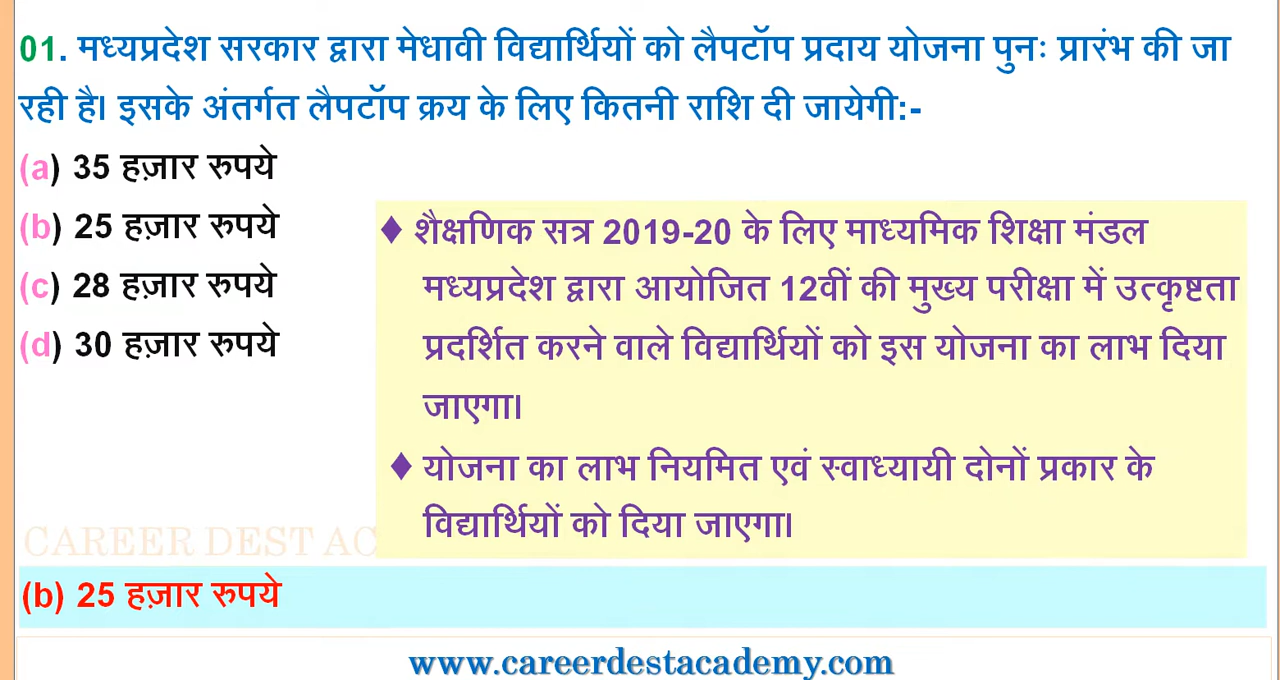 01. मध्यप्रदेश सरकार द्वारा मेधावी विद्यार्थियों को लैपटॉप प्रदाय योजना पुनः प्रारंभ की जा
रही है। इसके अंतर्गत लैपटॉप क्रय के लिए कितनी राशि दी जायेगी:-
(a) 35 हज़ार रुपये
(b) 25 हज़ार रुपये
(c) 28 हज़ार रुपये
(d) 30 हज़ार रुपये
♦ शैक्षणिक सत्र 2019-20 के लिए माध्यमिक शिक्षा मंडल
मध्यप्रदेश द्वारा आयोजित 12वीं की मुख्य परीक्षा में उत्कृष्टता
प्रदर्शित करने वाले विद्यार्थियों को इस योजना का लाभ दिया
जाएगा।
♦ योजना का लाभ नियमित एवं स्वाध्यायी दोनों प्रकार के
विद्यार्थियों को दिया जाएगा।
CAREER DEST AC
(b) 25 हज़ार रुपये
www.careerdestacademy.com